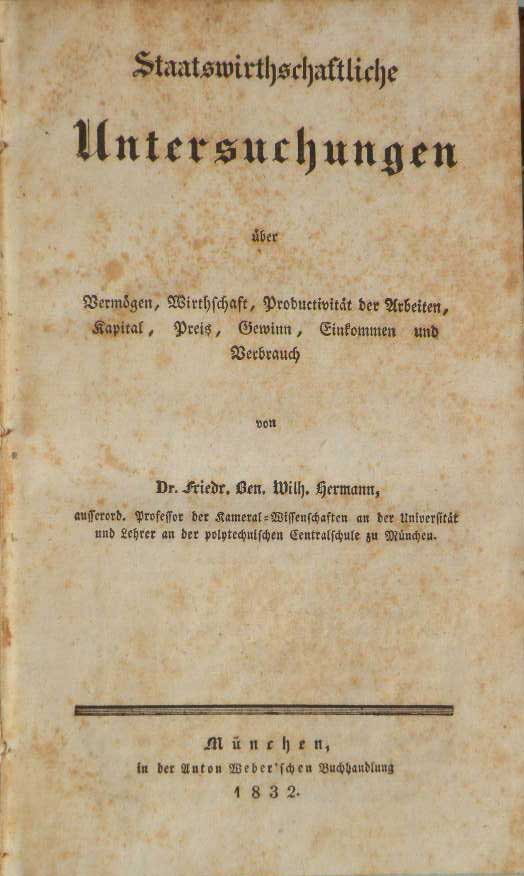 Staatswirthschaftliche
Untersuchungen
über
Vermögen, Wirthschaft, Productivität der Arbeiten,
Kapital, Preis, Gewinn, Einkommen und
Verbrauch
von
Dr. Friedr. Ben. Wilh. Hermann,
ausserord. Professor der Kameral=Wissenschaften an der Universität
und Lehrer an der polytechnischen Centralschule zu München.
München,
in der Anton Weber'schen Buchhandlung
1832.